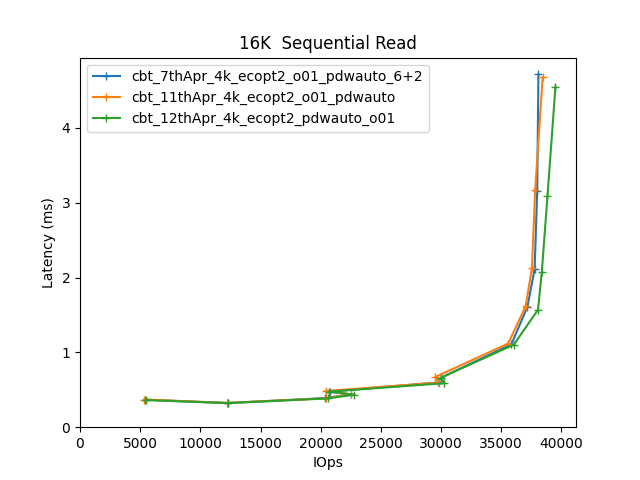 16K  Sequential Read
cbt_7thApr_4k_ecopt2_o01_pdwauto_6+2
cbt_11thApr_4k_ecopt2_o01_pdwauto
cbt_12thApr_4k_ecopt2_pdwauto_o01
Latency (ms)
4
3
2
1
0
0 5000 10000 15000 20000 25000 30000 35000 40000
IOps